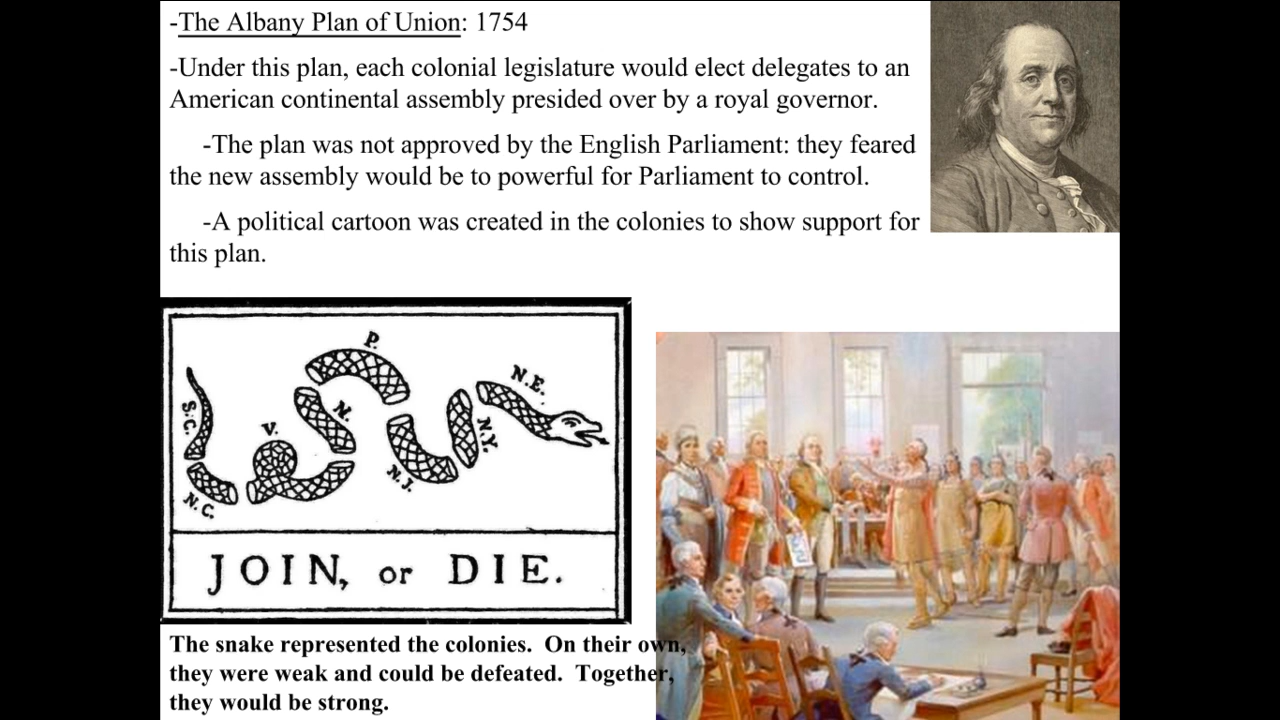 -The Albany Plan of Union: 1754
-Under this plan, each colonial legislature would elect delegates to an
American continental assembly presided over by a royal governor.
-The plan was not approved by the English Parliament: they feared
the new assembly would be to powerful for Parliament to control.
-A political cartoon was created in the colonies to show support for
this plan.
S.C.
N.C.
V.
M.
P.
N.J.
N.Y.
N.E.
JOIN, or DIE.
The snake represented the colonies. On their own,
they were weak and could be defeated. Together,
they would be strong.